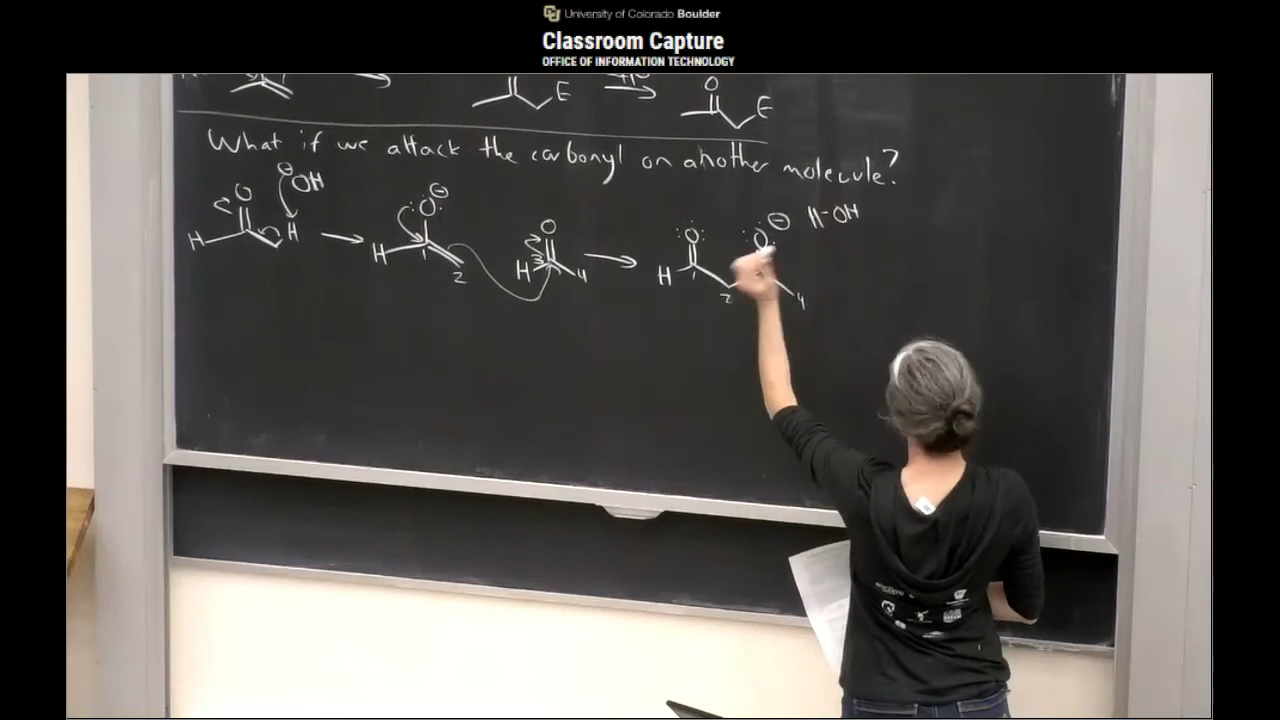 University of Colorado Boulder
Classroom Capture
OFFICE OF INFORMATION TECHNOLOGY
O
E E
What if we attack the carbonyl on another molecule?
⊖
OH
O H H
:O: ⊖
H 1 2
O
H 3 4
:O: :O: ⊖ H-OH
H 1 2 4